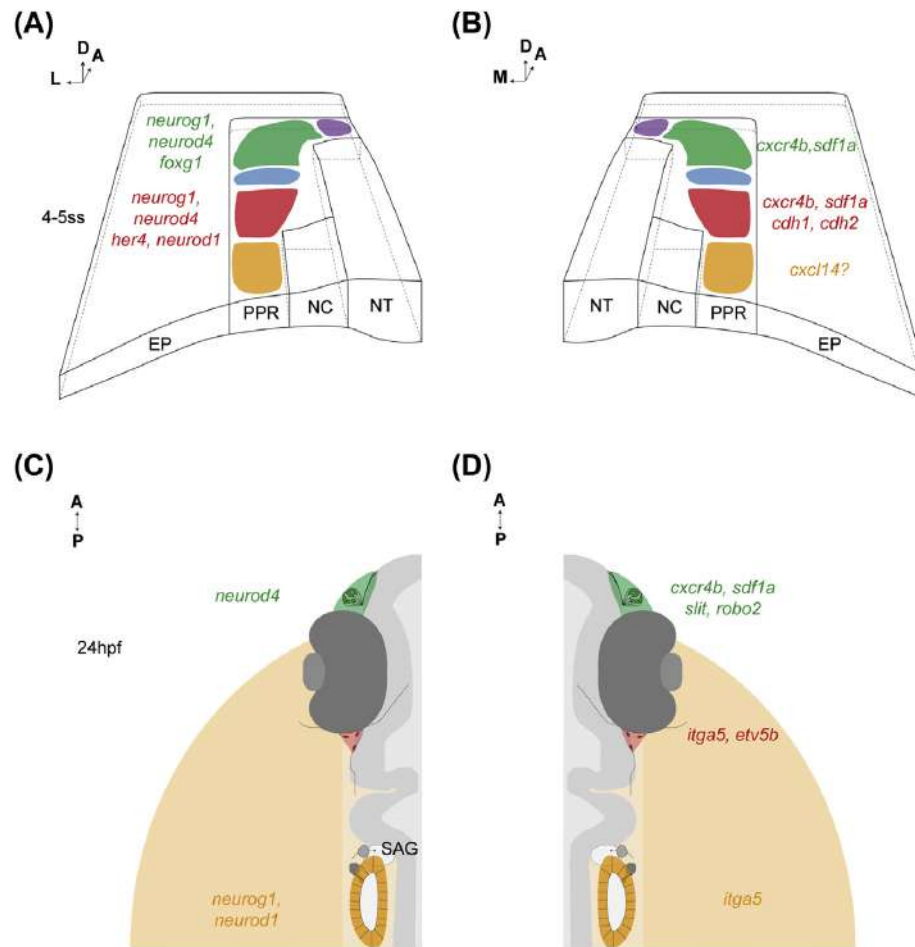 (A)
(B)
D
A
L
D
A
M
neurog1,
neurod4
foxg1
cxcr4b,sdf1a
4-5ss
neurog1,
neurod4
her4, neurod1
cxcr4b, sdf1a
cdh1, cdh2
cxcl14?
EP
PPR
NC
NT
NT
NC
PPR
EP
(C)
(D)
A
P
A
P
neurod4
cxcr4b, sdf1a
slit, robo2
24hpf
itga5, etv5b
SAG
neurog1,
neurod1
itga5